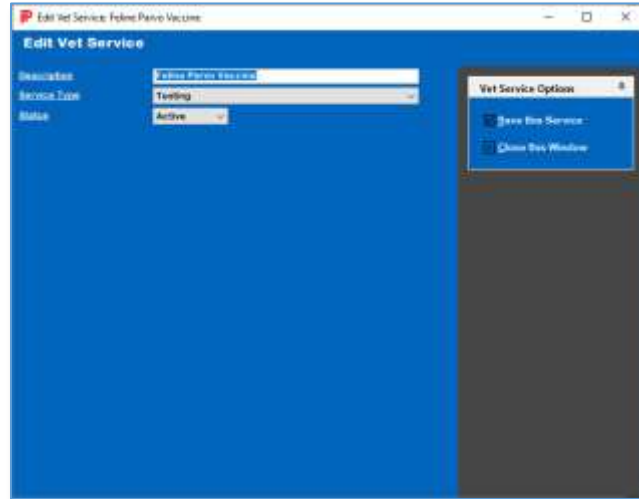 Edit Vet Service: Feline Parvo Vaccine
Edit Vet Service
Description Feline Parvo Vaccine
Service Type Testing
Status Active
Vet Service Options
Save this Service
Close this Window